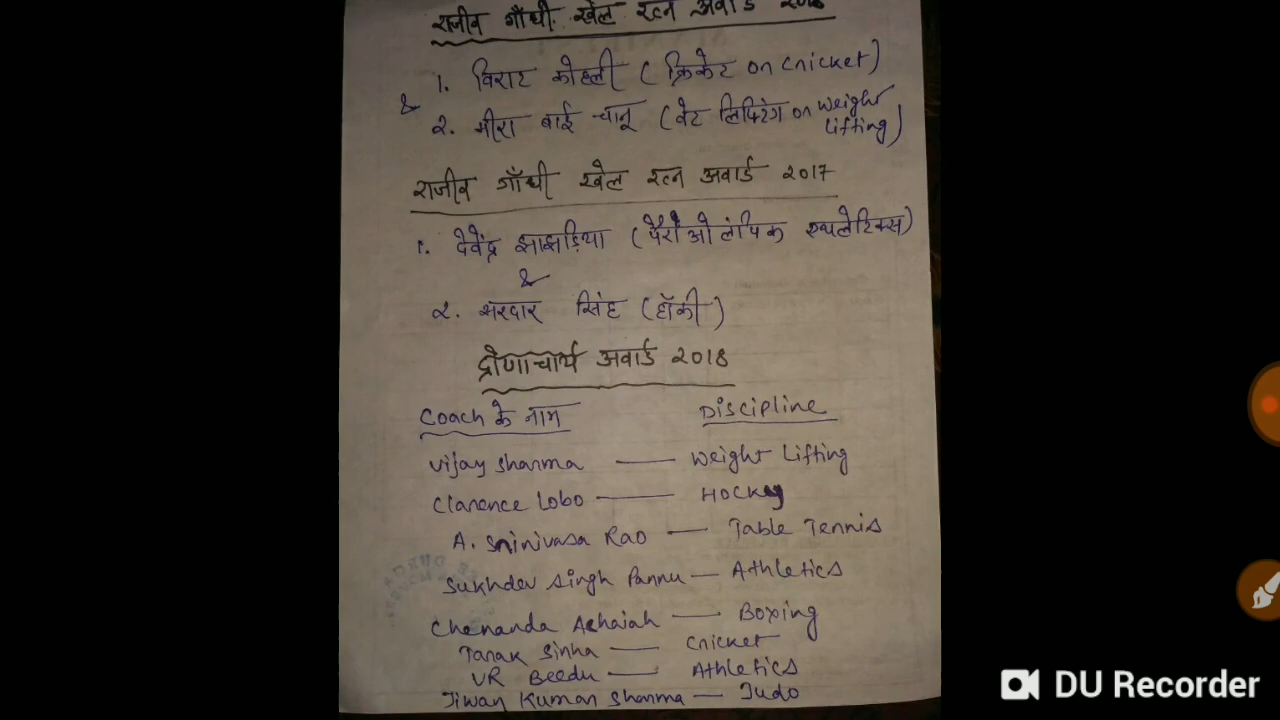 राजीव गाँधी खेल रत्न अवार्ड 2018
1. विराट कोहली ( क्रिकेट or cricket)
&
2. मीरा बाई चानू (वेट लिफ्टिंग or weight lifting)
राजीव गाँधी खेल रत्न अवार्ड 2017
1. देवेंद्र झाझड़िया (पैराओलंपिक एथलेटिक्स)
&
2. सरदार सिंह (हॉकी)
द्रोणाचार्य अवार्ड 2018
Coach के नाम Discipline
Vijay Sharma — Weight Lifting
Clarence Lobo — Hockey
A. Srinivasa Rao — Table Tennis
Sukhdev Singh Pannu — Athletics
Chenanda Achaiah — Boxing
Tarak Sinha — Cricket
VR Beedu — Athletics
Jiwan Kumar Sharma — Judo
DU Recorder